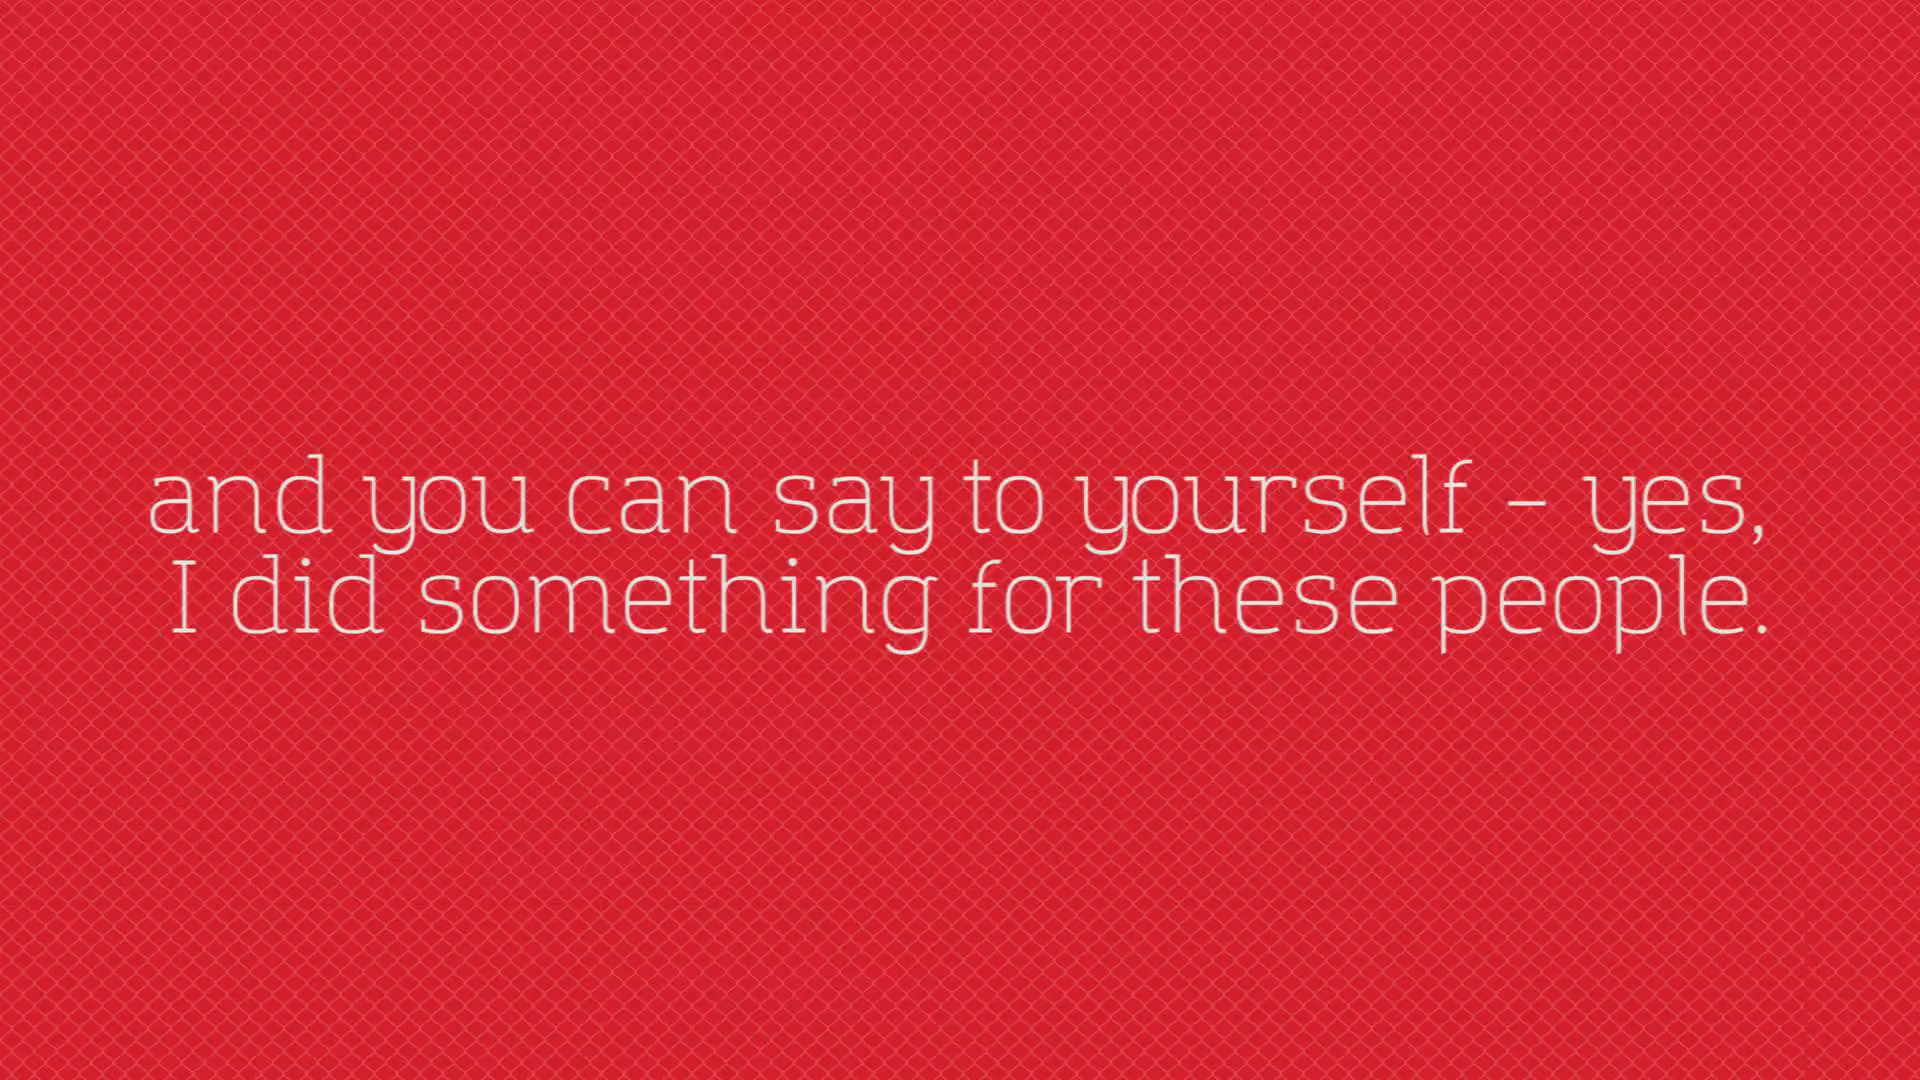 and you can say to yourself – yes,
I did something for these people.